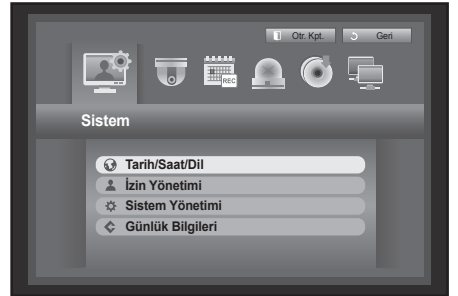 Otr. Kpt. Geri
REC
Sistem
Tarih/Saat/Dil
İzin Yönetimi
Sistem Yönetimi
Günlük Bilgileri